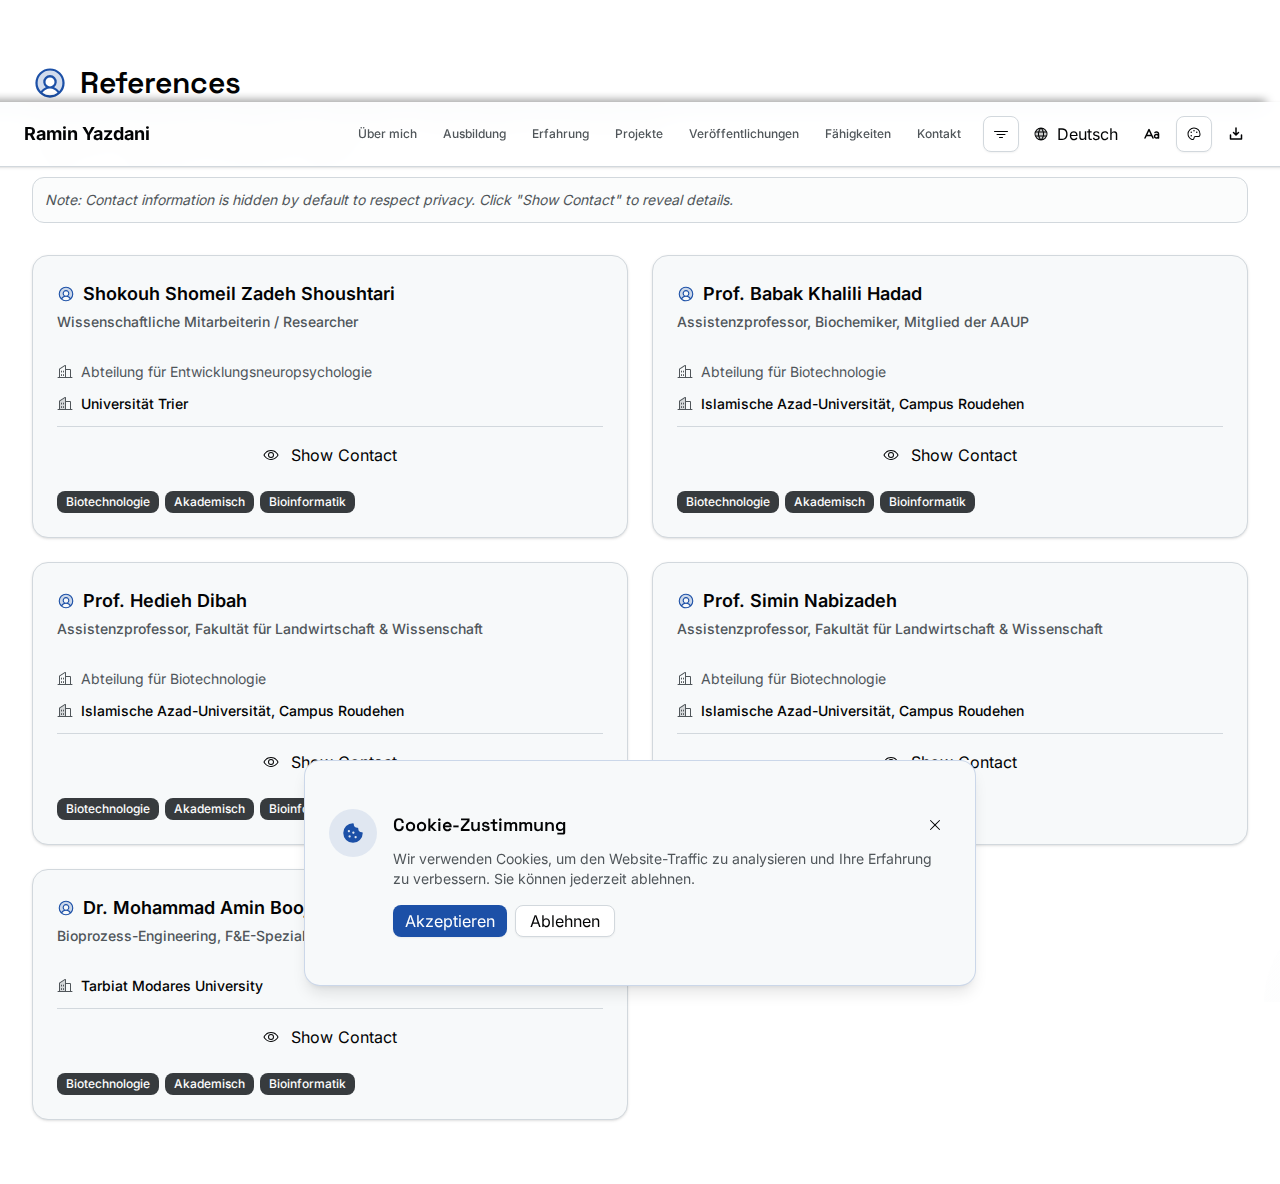 References
Ramin Yazdani
Über mich
Ausbildung
Erfahrung
Projekte
Veröffentlichungen
Fähigkeiten
Kontakt
Deutsch
Aa
Note: Contact information is hidden by default to respect privacy. Click "Show Contact" to reveal details.
Shokouh Shomeil Zadeh Shoushtari
Wissenschaftliche Mitarbeiterin / Researcher
Abteilung für Entwicklungsneuropsychologie
Universität Trier
Show Contact
Biotechnologie
Akademisch
Bioinformatik
Prof. Babak Khalili Hadad
Assistenzprofessor, Biochemiker, Mitglied der AAUP
Abteilung für Biotechnologie
Islamische Azad-Universität, Campus Roudehen
Show Contact
Biotechnologie
Akademisch
Bioinformatik
Prof. Hedieh Dibah
Assistenzprofessor, Fakultät für Landwirtschaft & Wissenschaft
Abteilung für Biotechnologie
Islamische Azad-Universität, Campus Roudehen
Show Contact
Biotechnologie
Akademisch
Prof. Simin Nabizadeh
Assistenzprofessor, Fakultät für Landwirtschaft & Wissenschaft
Abteilung für Biotechnologie
Islamische Azad-Universität, Campus Roudehen
Show Contact
Dr. Mohammad Amin
Bioprozess-Engineering,
Tarbiat Modares University
Show Contact
Biotechnologie
Akademisch
Bioinformatik
Cookie-Zustimmung
Wir verwenden Cookies, um den Website-Traffic zu analysieren und Ihre Erfahrung
zu verbessern. Sie können jederzeit ablehnen.
Akzeptieren
Ablehnen